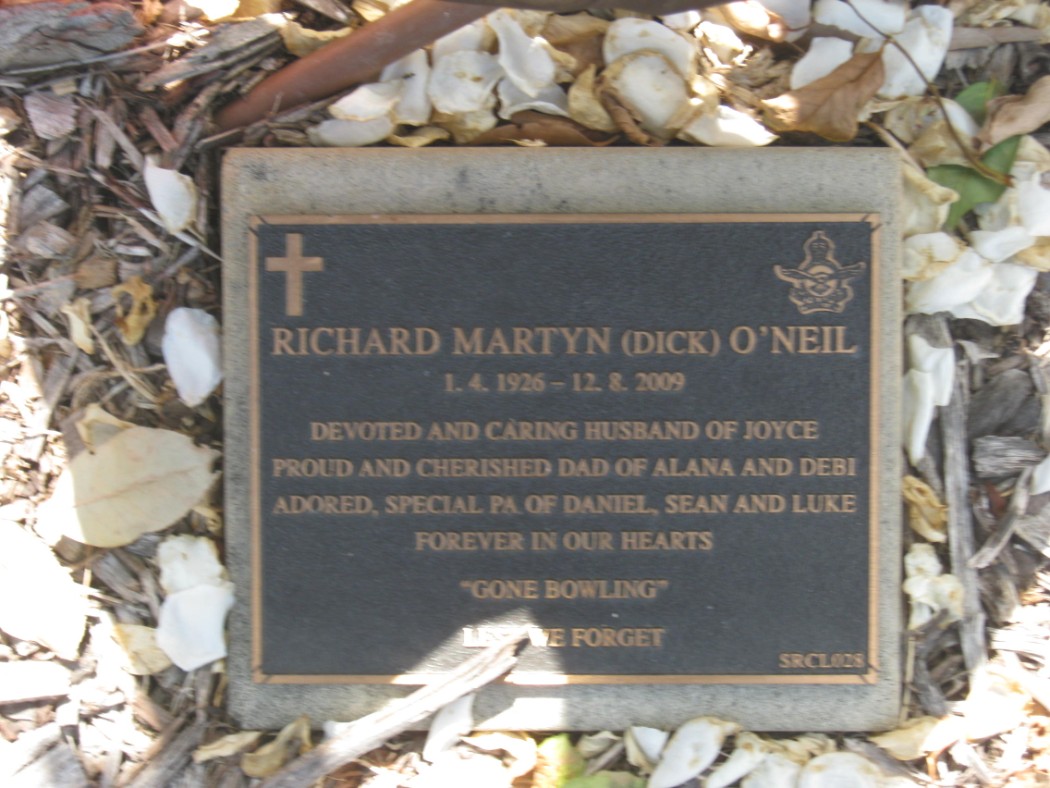 RICHARD MARTYN (DICK) O'NEIL
1. 4. 1926 – 12. 8. 2009
DEVOTED AND CARING HUSBAND OF JOYCE
PROUD AND CHERISHED DAD OF ALANA AND DEBI
ADORED, SPECIAL PA OF DANIEL, SEAN AND LUKE
FOREVER IN OUR HEARTS
"GONE BOWLING"
LEST WE FORGET
SRCL028